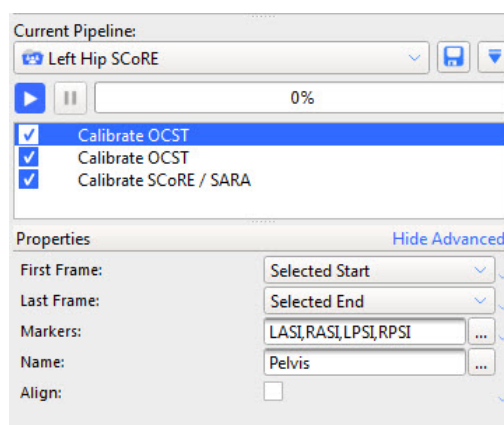 Current Pipeline:
Left Hip SCoRE
0%
Calibrate OCST
Calibrate OCST
Calibrate SCoRE / SARA
Properties Hide Advanced
First Frame: Selected Start
Last Frame: Selected End
Markers: LASI,RASI,LPSI,RPSI ...
Name: Pelvis ...
Align: